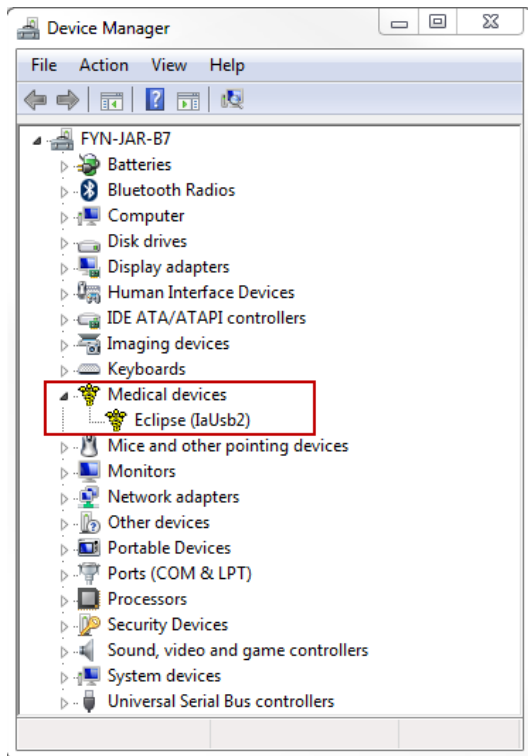 Device Manager
File Action View Help
FYN-JAR-B7
Batteries
Bluetooth Radios
Computer
Disk drives
Display adapters
Human Interface Devices
IDE ATA/ATAPI controllers
Imaging devices
Keyboards
Medical devices
Eclipse (IaUsb2)
Mice and other pointing devices
Monitors
Network adapters
Other devices
Portable Devices
Ports (COM & LPT)
Processors
Security Devices
Sound, video and game controllers
System devices
Universal Serial Bus controllers